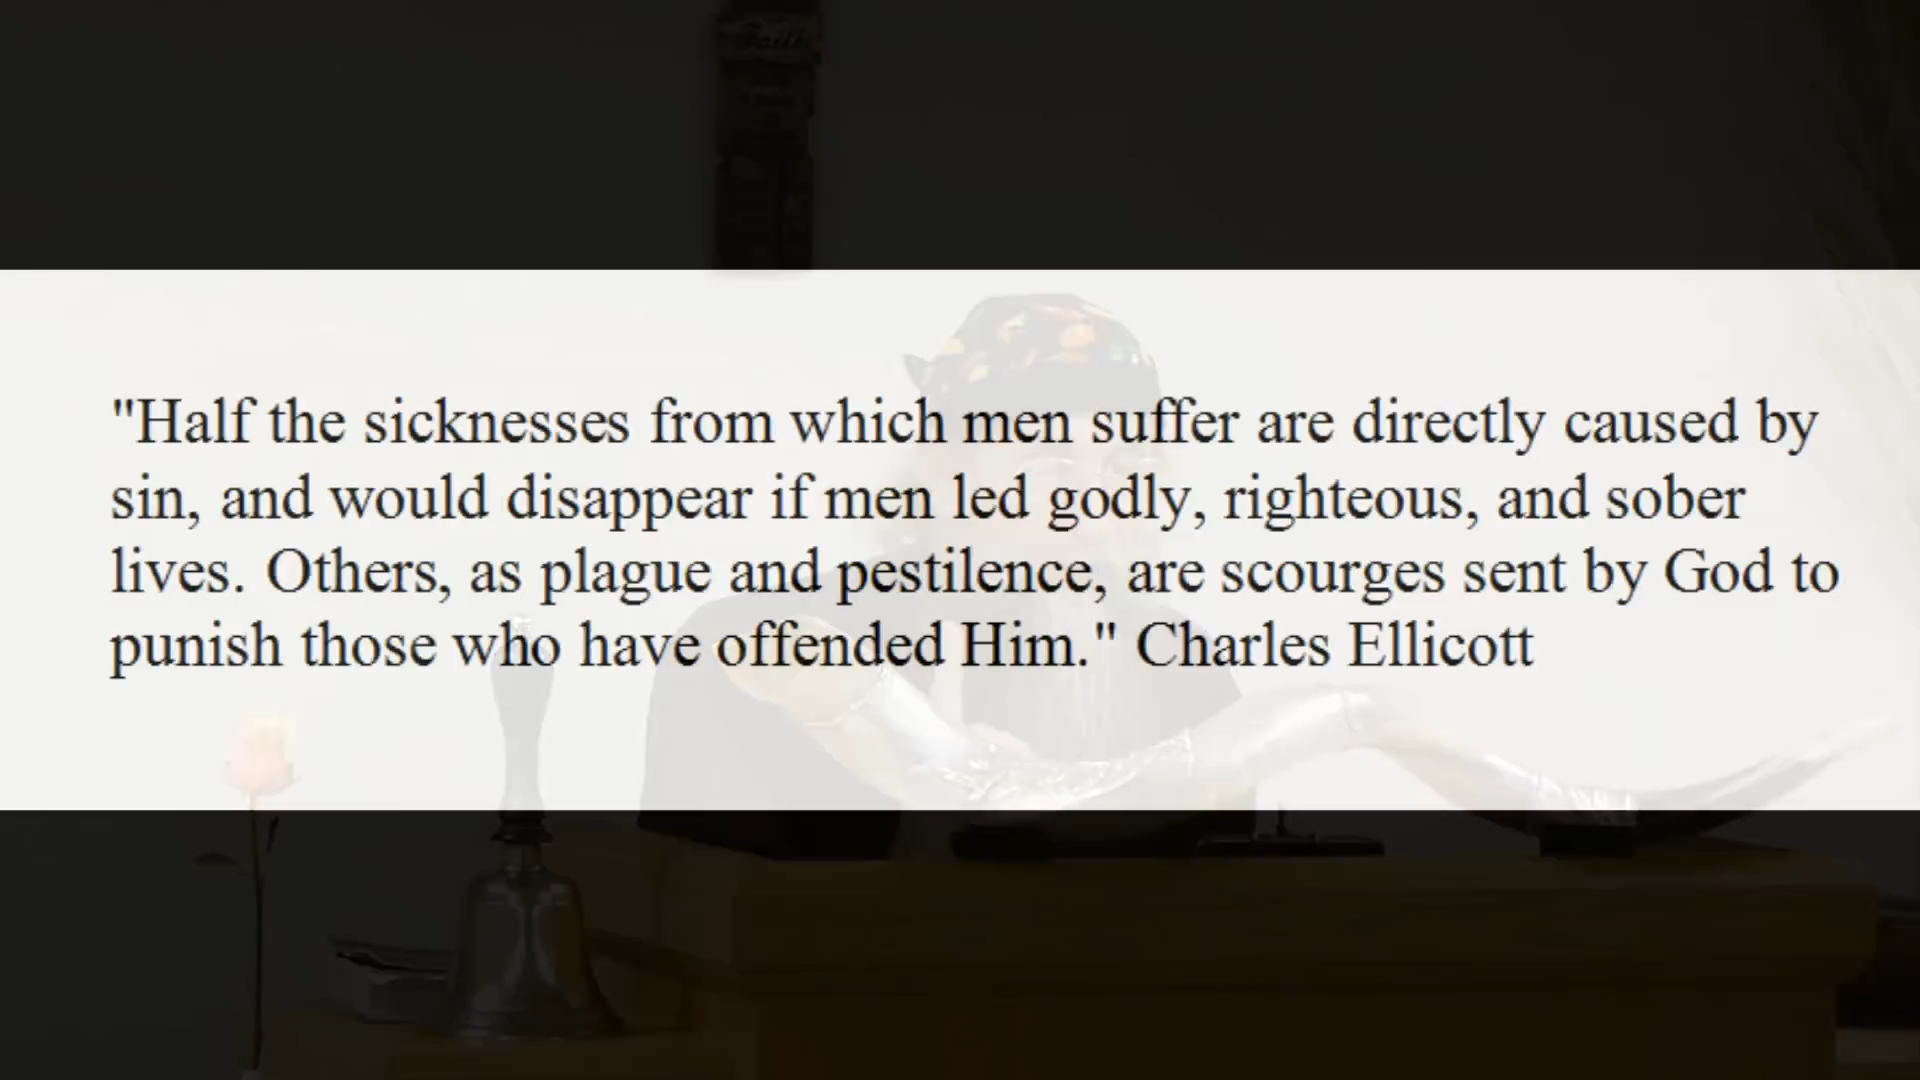 Faith
"Half the sicknesses from which men suffer are directly caused by
sin, and would disappear if men led godly, righteous, and sober
lives. Others, as plague and pestilence, are scourges sent by God to
punish those who have offended Him." Charles Ellicott